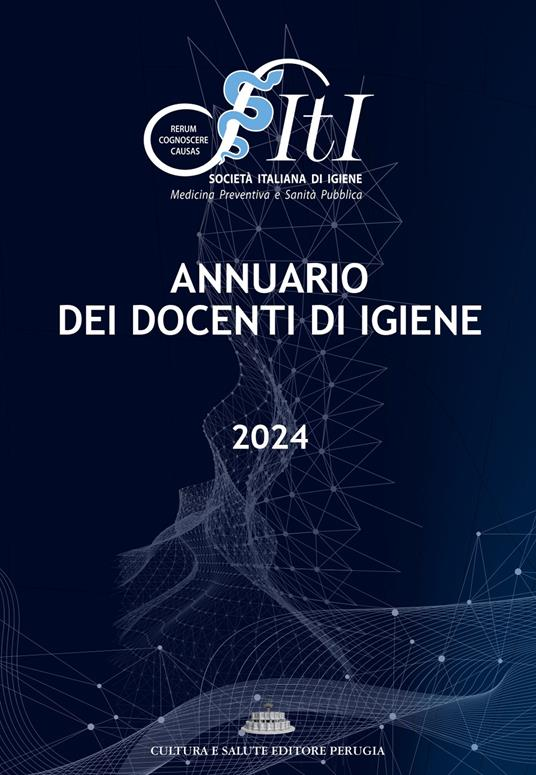 RERUM
COGNOSCERE
CAUSAS
SItI
SOCIETÀ ITALIANA DI IGIENE
Medicina Preventiva e Sanità Pubblica
ANNUARIO
DEI DOCENTI DI IGIENE
2024
CULTURA E SALUTE EDITORE PERUGIA